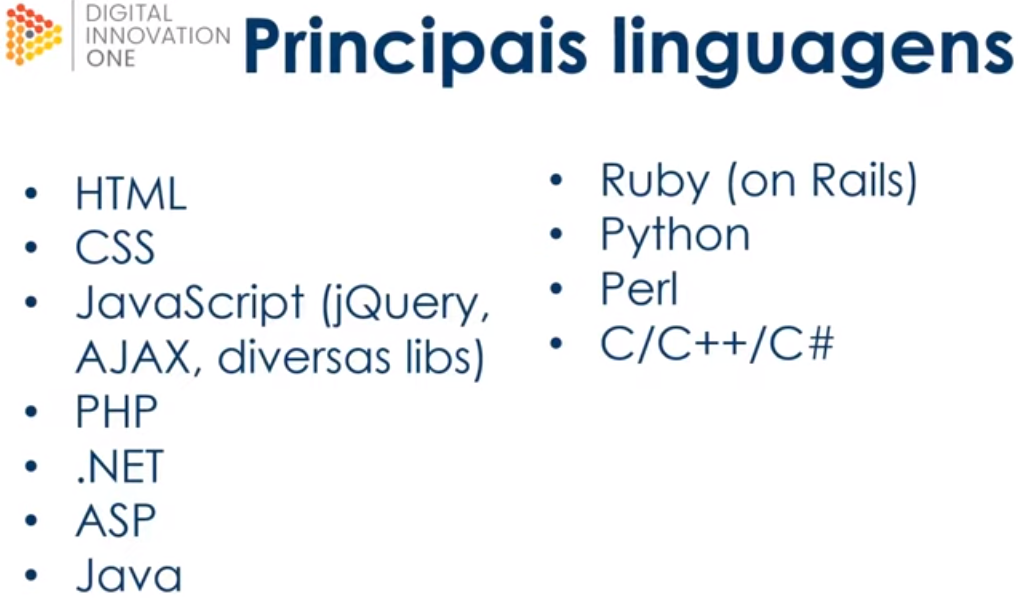 DIGITAL
INNOVATION
ONE
Principais linguagens
• HTML
• CSS
• JavaScript (jQuery,
AJAX, diversas libs)
• PHP
• .NET
• ASP
• Java
• Ruby (on Rails)
• Python
• Perl
• C/C++/C#